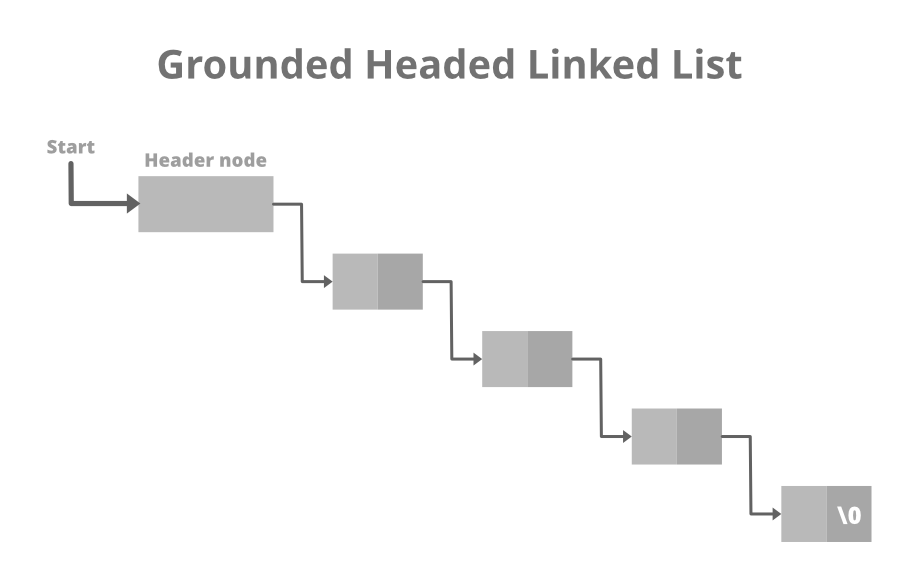 Grounded Headed Linked List
Start
Header node
\0